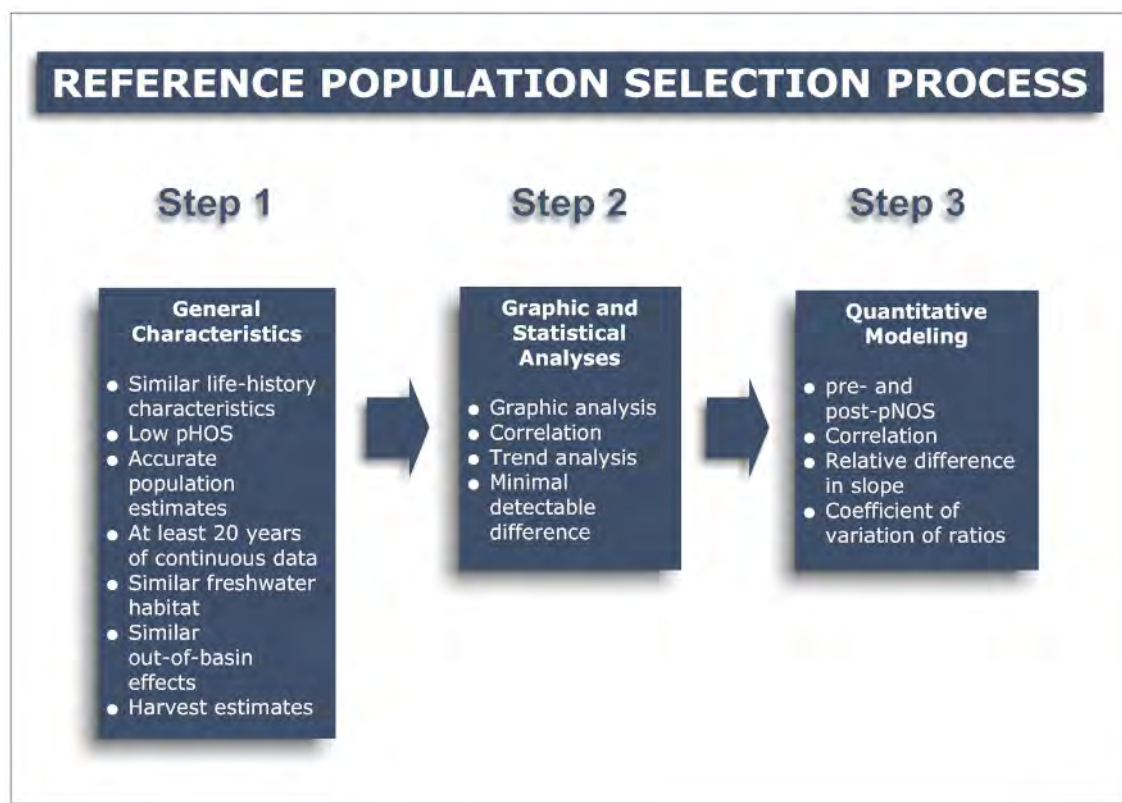 REFERENCE POPULATION SELECTION PROCESS
Step 1
Step 2
Step 3
General
Characteristics
● Similar life-history
characteristics
● Low pHOS
● Accurate
population
estimates
● At least 20 years
of continuous data
● Similar freshwater
habitat
● Similar
out-of-basin
effects
● Harvest estimates
Graphic and
Statistical
Analyses
● Graphic analysis
● Correlation
● Trend analysis
● Minimal
detectable
difference
Quantitative
Modeling
● pre- and
post-pNOS
● Correlation
● Relative difference
in slope
● Coefficient of
variation of ratios